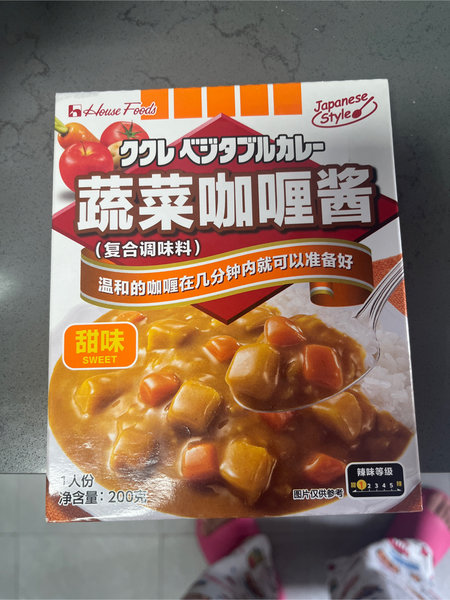 House Foods
Japanese
Style
ククレ ベジタブルカレー
蔬菜咖喱酱
(复合调味料)
温和的咖喱在几分钟内就可以准备好
甜味
SWEET
1人份
净含量:200克
图片仅供参考
辣味等级
甜 1 2 3 4 5 辣